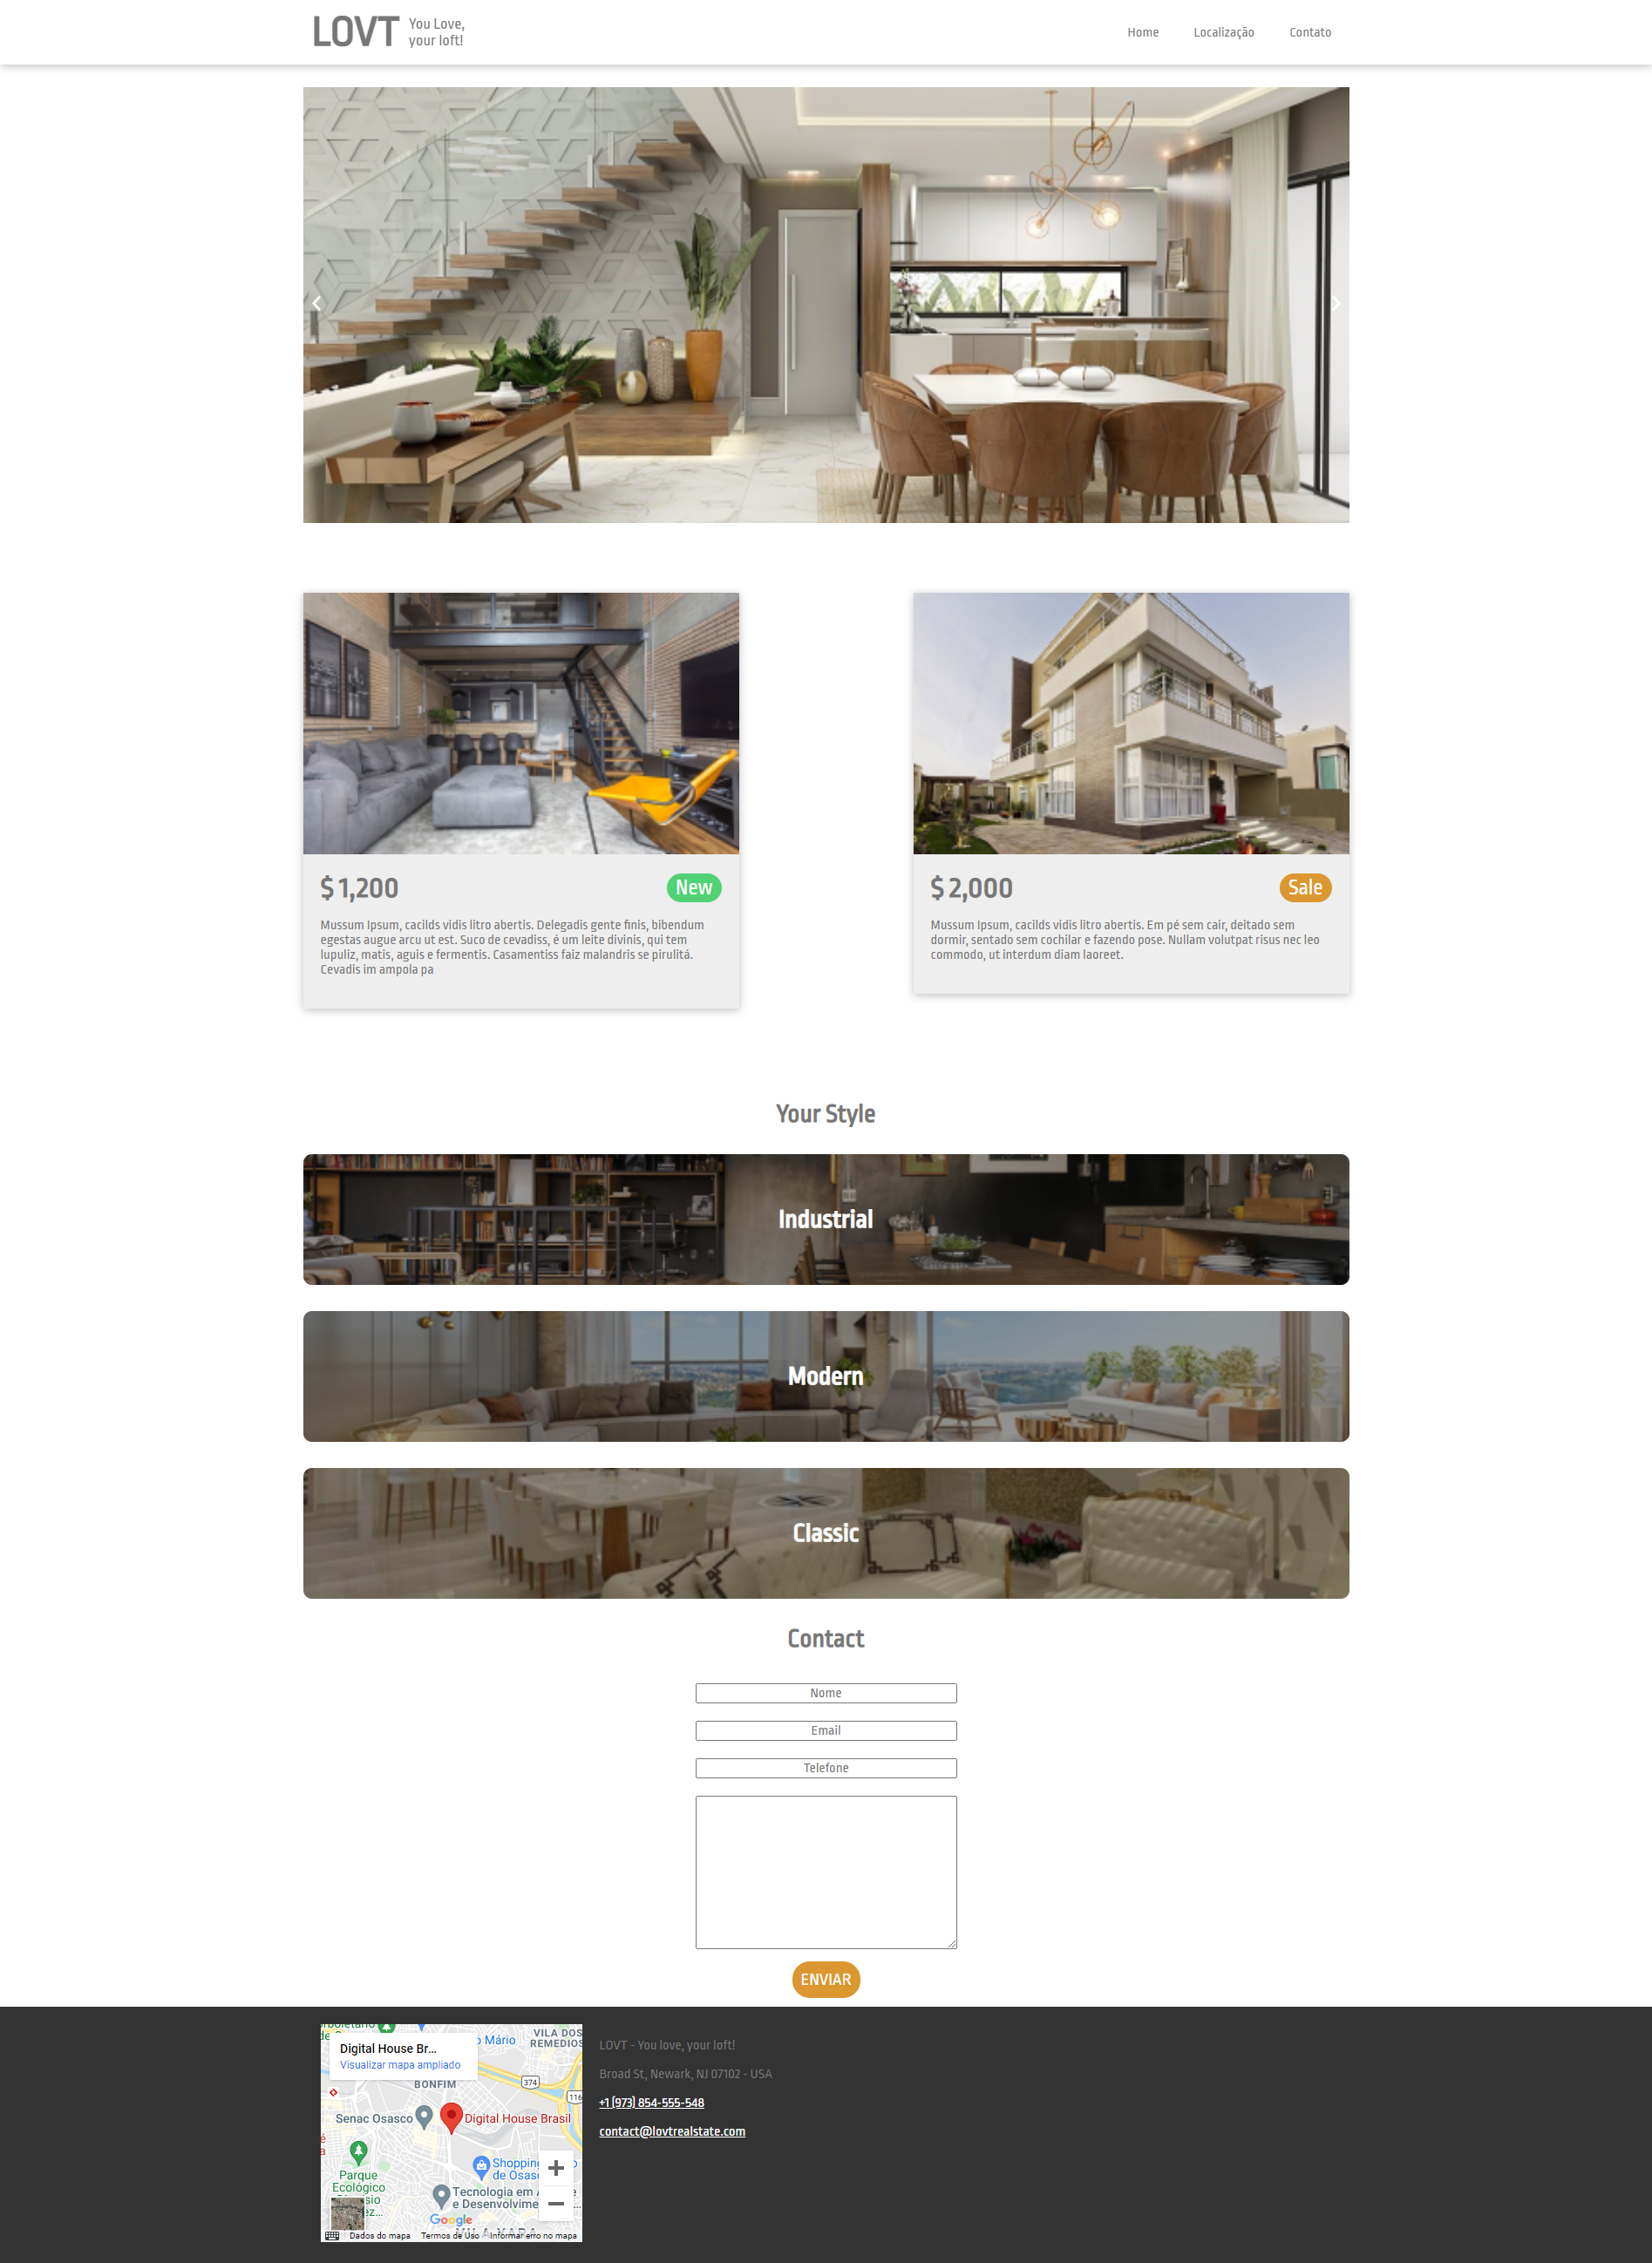 LOVT
You Love,
your loft!
Home
Localização
Contato
$ 1,200
New
Mussum Ipsum, cacilds vidis litro abertis. Delegadis gente finis, bibendum
egestas augue arcu ut est. Suco de cevadiss, é um leite divinis, qui tem
lupuliz, matis, aguis e fermentis. Casamentiss faiz malandris se pirulitá.
Cevadis im ampola pa
$ 2,000
Sale
Mussum Ipsum, cacilds vidis litro abertis. Em pé sem cair, deitado sem
dormir, sentado sem cochilar e fazendo pose. Nullam volutpat risus nec leo
commodo, ut interdum diam laoreet.
Your Style
Industrial
Modern
Classic
Contact
Nome
Email
Telefone
ENVIAR
Mário
VILA DOS
REMEDIOS
Digital House Br...
Visualizar mapa ampliado
BONFIM
374
116
Senac Osasco
Digital House Brasil
Parque
Ecológico
Shopping
de Osas
Tecnologia em
e Desenvolvime
Google
Dados do mapa
Termos de Uso
Informar erro no mapa
LOVT - You love, your loft!
Broad St, Newark, NJ 07102 - USA
+1 (973) 854-555-548
contact@lovtrealstate.com